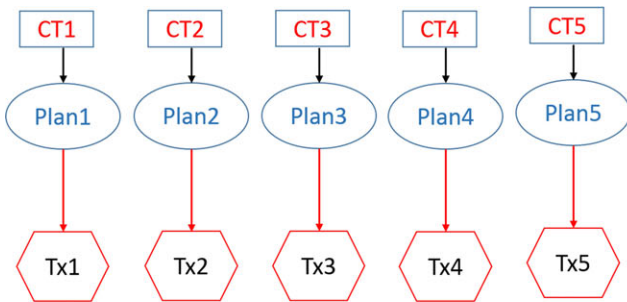 CT1 CT2 CT3 CT4 CT5
Plan1 Plan2 Plan3 Plan4 Plan5
Tx1 Tx2 Tx3 Tx4 Tx5